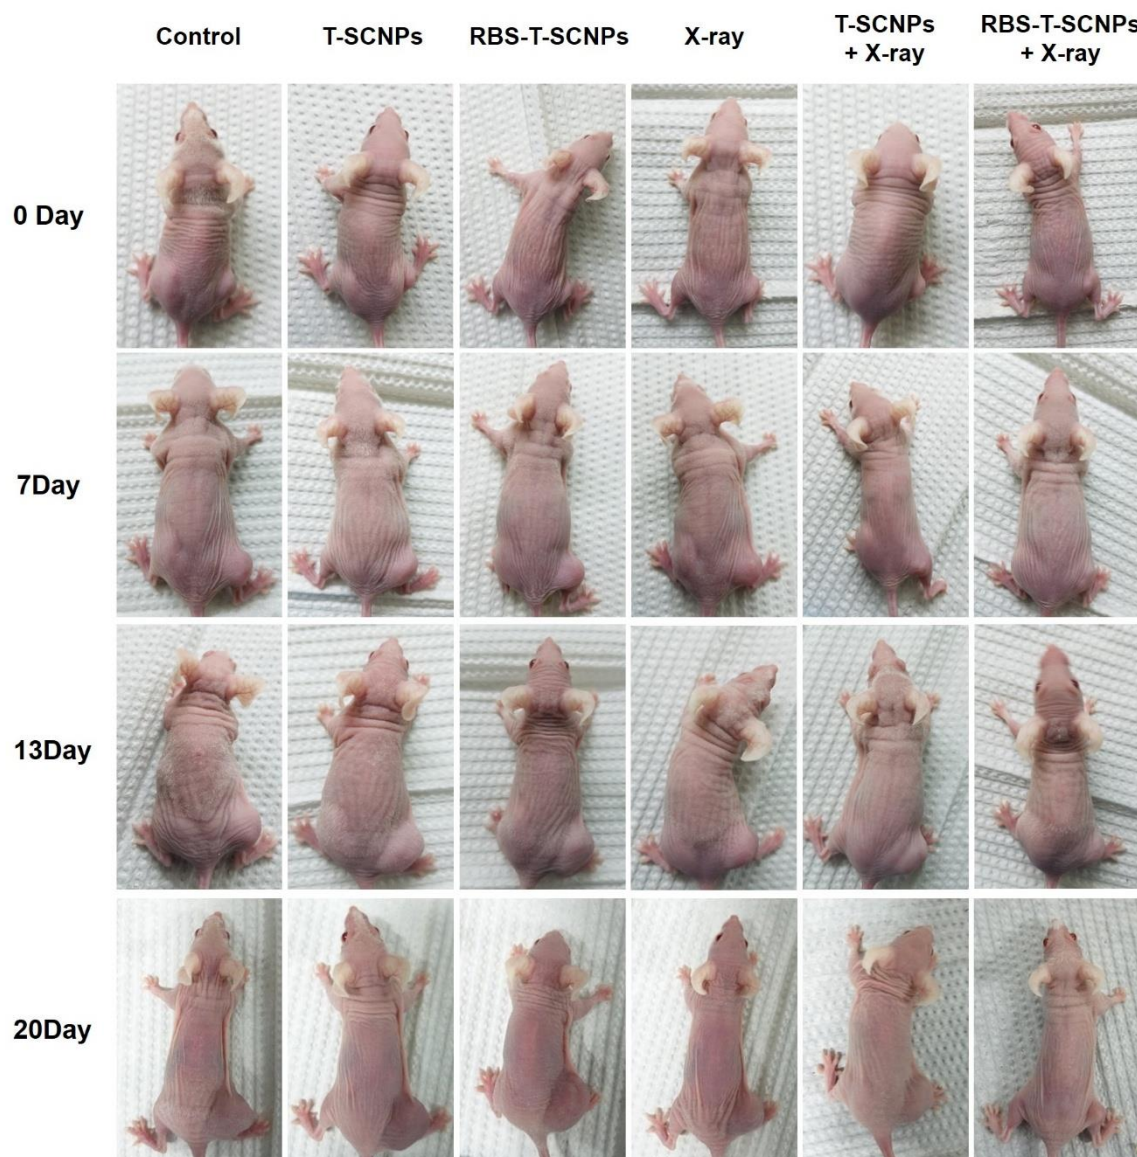 Control
T-SCNPs
RBS-T-SCNPs
X-ray
T-SCNPs
+ X-ray
RBS-T-SCNPs
+ X-ray
0 Day
7Day
13Day
20Day